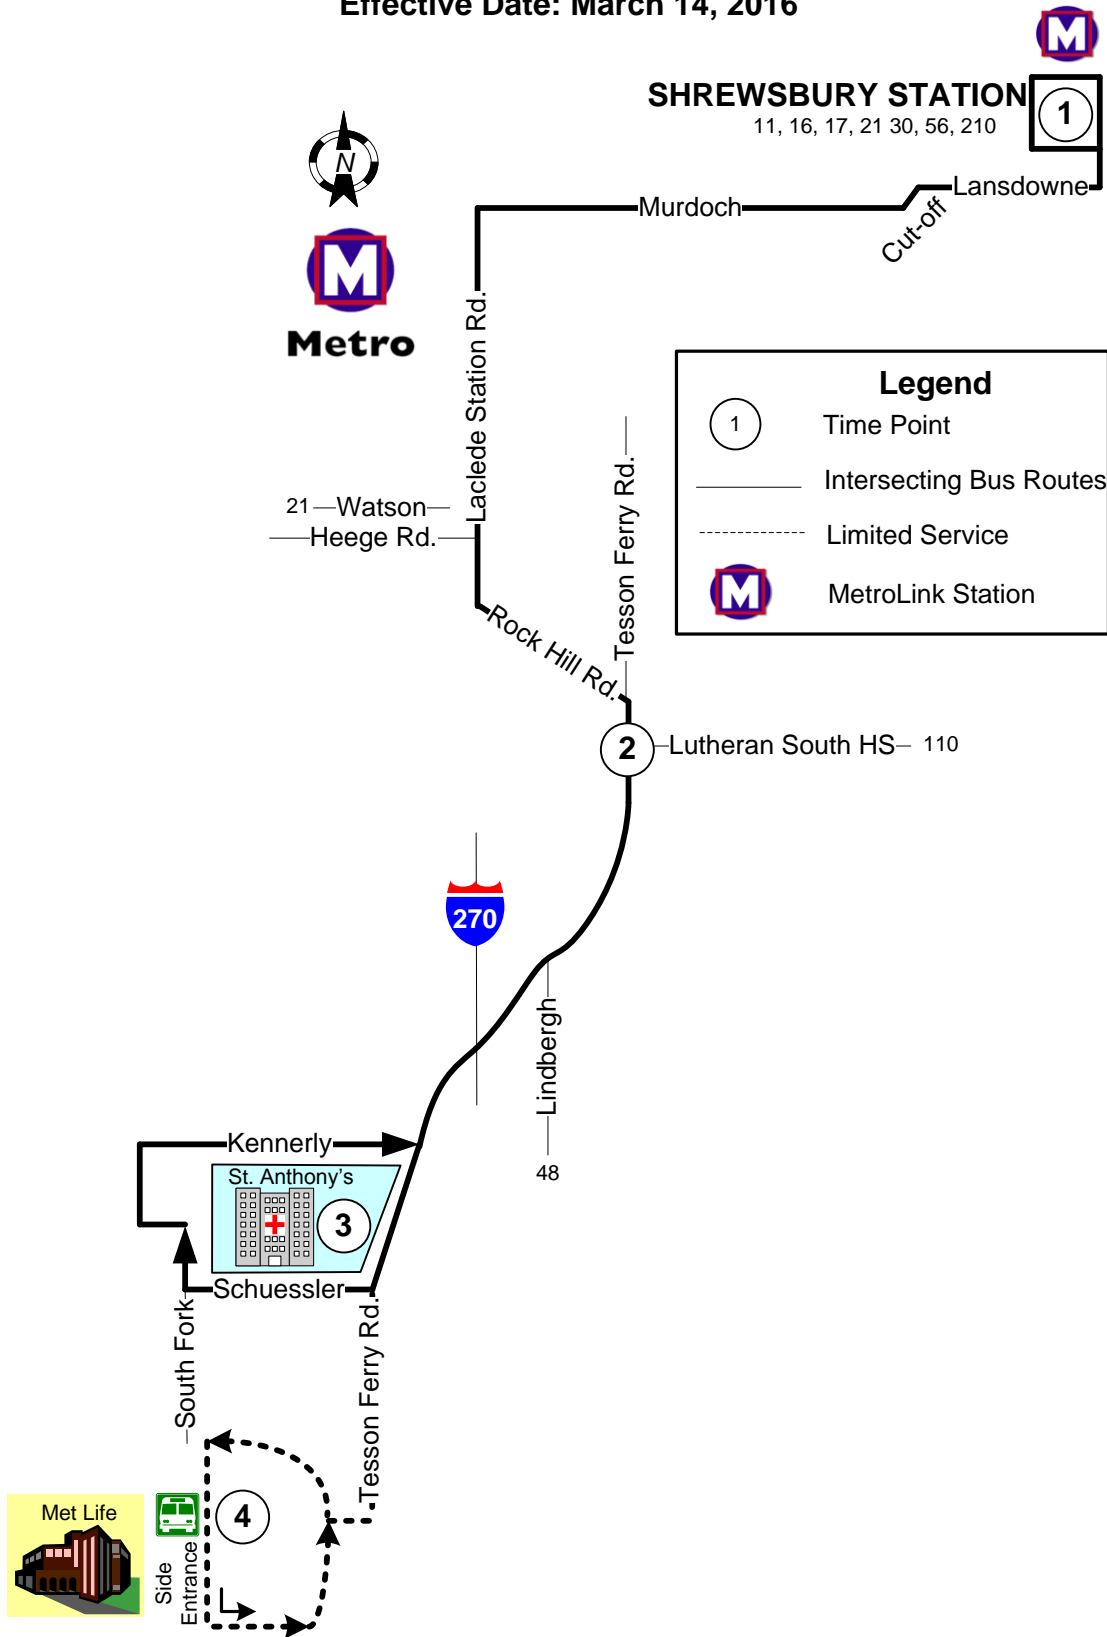 Effective Date: March 14, 2016
M
SHREWSBURY STATION
1
11, 16, 17, 21 30, 56, 210
N
Lansdowne
Murdoch
Cut-off
M
Metro
Laclede Station Rd.
Legend
1
Time Point
Intersecting Bus Routes
Limited Service
M
MetroLink Station
Tesson Ferry Rd.
21
Watson
Heege Rd.
Rock Hill Rd.
2
Lutheran South HS
110
270
Lindbergh
48
Kennerly
St. Anthony's
3
Schuessler
South Fork
Tesson Ferry Rd.
Met Life
4
Side
Entrance